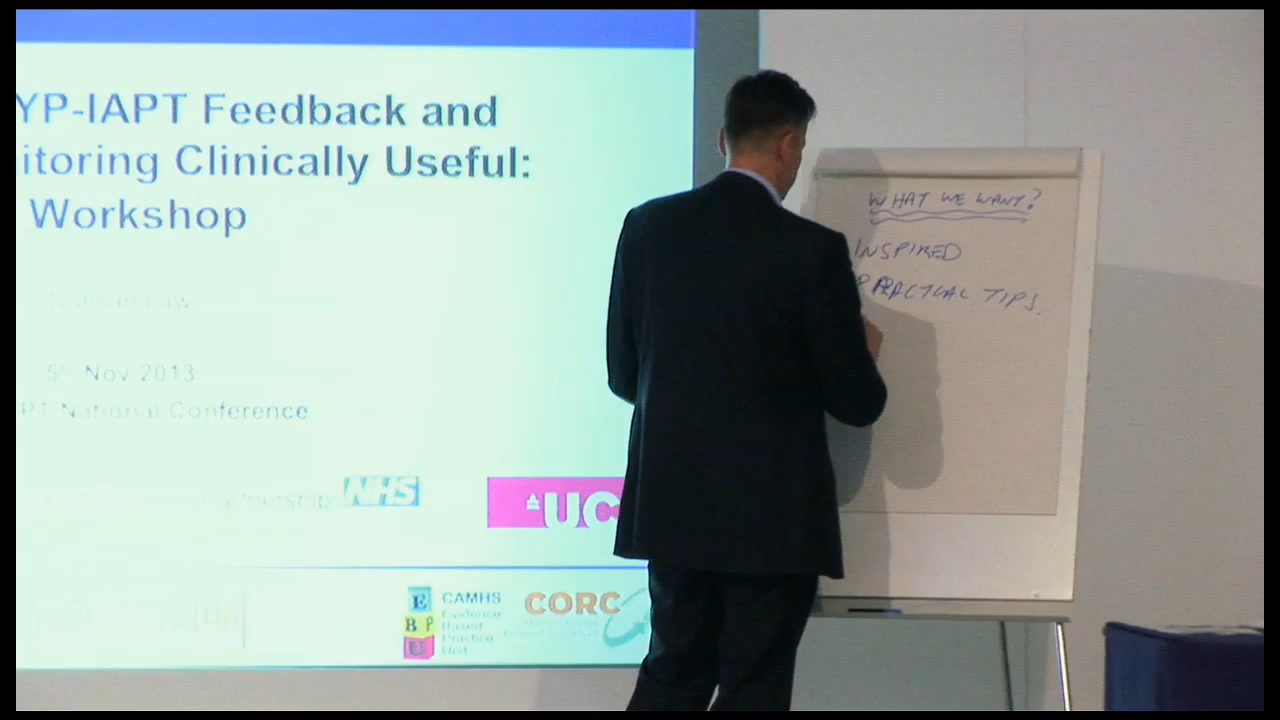 YP-IAPT Feedback and
itoring Clinically Useful:
Workshop
Law
5th Nov 2013
PT National Conference
NHS
UC
CAMHS
Evidence
Based
Practice
Unit
E
B P
U
CORC
WHAT WE WANT?
INSPIRED
PRACTICAL TIPS.